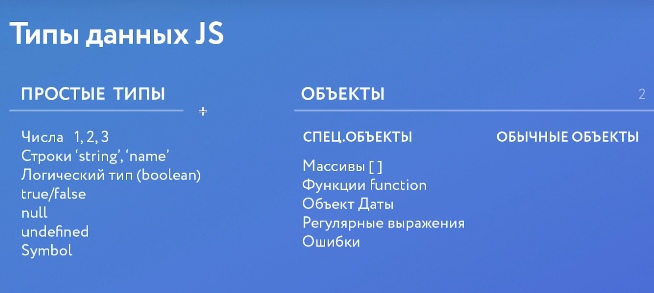 Типы данных JS
ПРОСТЫЕ ТИПЫ
Числа 1, 2, 3
Строки ‘string’, ‘name’
Логический тип (boolean)
true/false
null
undefined
Symbol
ОБЪЕКТЫ
2
СПЕЦ.ОБЪЕКТЫ
Массивы [ ]
Функции function
Объект Даты
Регулярные выражения
Ошибки
ОБЫЧНЫЕ ОБЪЕКТЫ